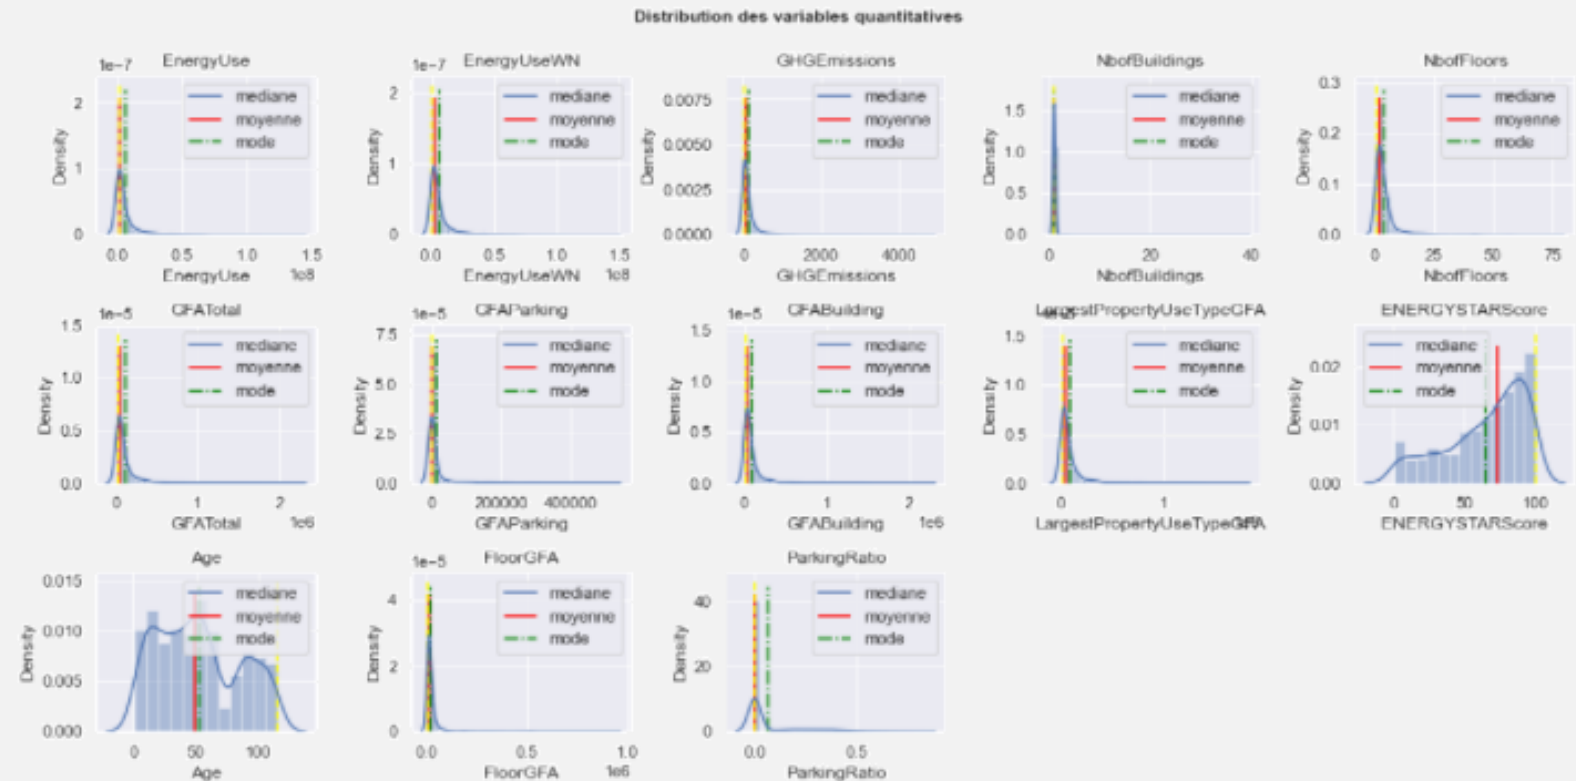 Distribution des variables quantitatives
1e−7 EnergyUse
2
1
0
Density
mediane
moyenne
mode
0.0 0.5 1.0 1.5
EnergyUse 1e8
1e−7 EnergyUseWN
2
1
0
Density
mediane
moyenne
mode
0.0 0.5 1.0 1.5
EnergyUseWN 1e8
GHGEmissions
0.0075
0.0050
0.0025
0.0000
Density
mediane
moyenne
mode
0 2000 4000
GHGEmissions
NbofBuildings
1.5
1.0
0.5
0.0
Density
mediane
moyenne
mode
0 20 40
NbofBuildings
NbofFloors
0.3
0.2
0.1
0.0
Density
mediane
moyenne
mode
0 25 50 75
NbofFloors
1e−5 GFATotal
1.5
1.0
0.5
0.0
Density
mediane
moyenne
mode
0 1 2
GFATotal 1e6
1e−5 GFAParking
7.5
5.0
2.5
0.0
Density
mediane
moyenne
mode
0 200000 400000
GFAParking
1e−5 GFABuilding
1.5
1.0
0.5
0.0
Density
mediane
moyenne
mode
0 1 2
GFABuilding 1e6
LargestPropertyUseTypeGFA
1.5
1.0
0.5
0.0
Density
mediane
moyenne
mode
0 1
LargestPropertyUseTypeGFA
ENERGYSTARScore
0.02
0.01
0.00
Density
mediane
moyenne
mode
0 50 100
ENERGYSTARScore
Age
0.015
0.010
0.005
0.000
Density
mediane
moyenne
mode
0 50 100
Age
1e−5 FloorGFA
4
2
0
Density
mediane
moyenne
mode
0.0 0.5 1.0
FloorGFA 1e6
ParkingRatio
40
20
0
Density
mediane
moyenne
mode
0.0 0.5
ParkingRatio